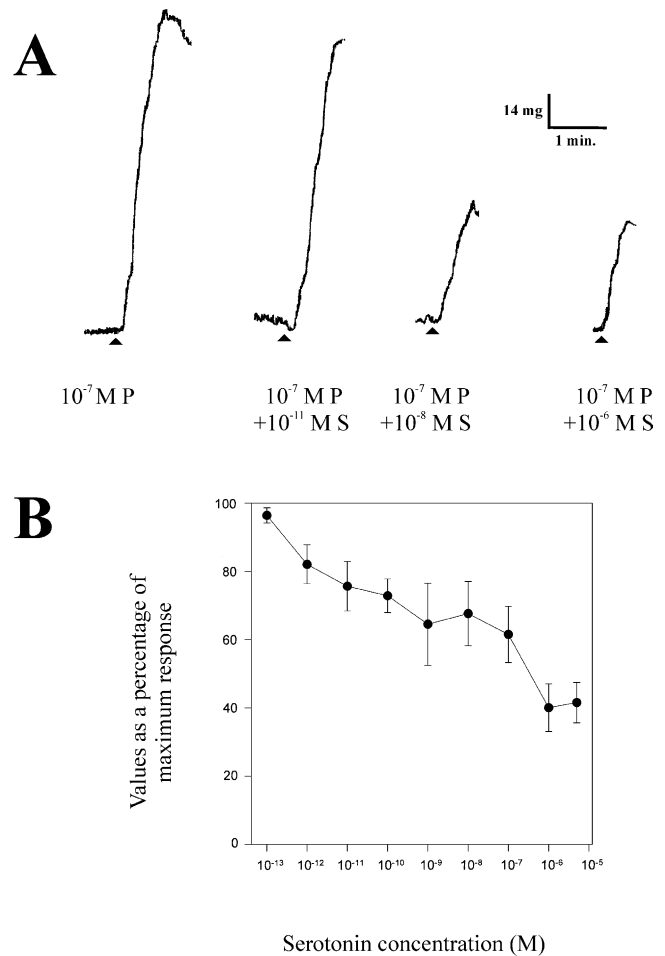 A
14 mg
1 min.
10⁻⁷ M P
10⁻⁷ M P
+10⁻¹¹ M S
10⁻⁷ M P
+10⁻⁸ M S
10⁻⁷ M P
+10⁻⁶ M S
B
Values as a percentage of
maximum response
100
80
60
40
20
0
10⁻¹³ 10⁻¹² 10⁻¹¹ 10⁻¹⁰ 10⁻⁹ 10⁻⁸ 10⁻⁷ 10⁻⁶ 10⁻⁵
Serotonin concentration (M)